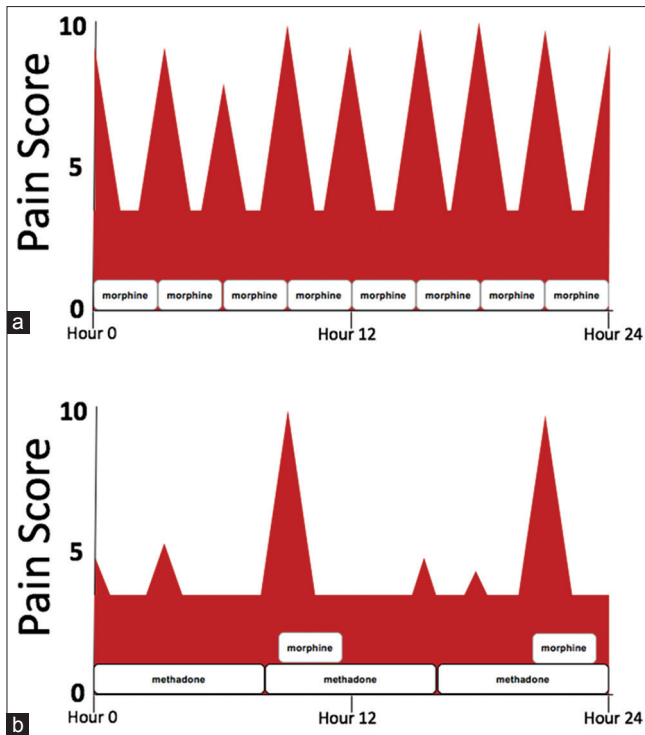 10
Pain Score
5
morphine morphine morphine morphine morphine morphine morphine morphine
0
a
Hour 0 Hour 12 Hour 24
10
Pain Score
5
morphine morphine
methadone methadone methadone
0
b
Hour 0 Hour 12 Hour 24